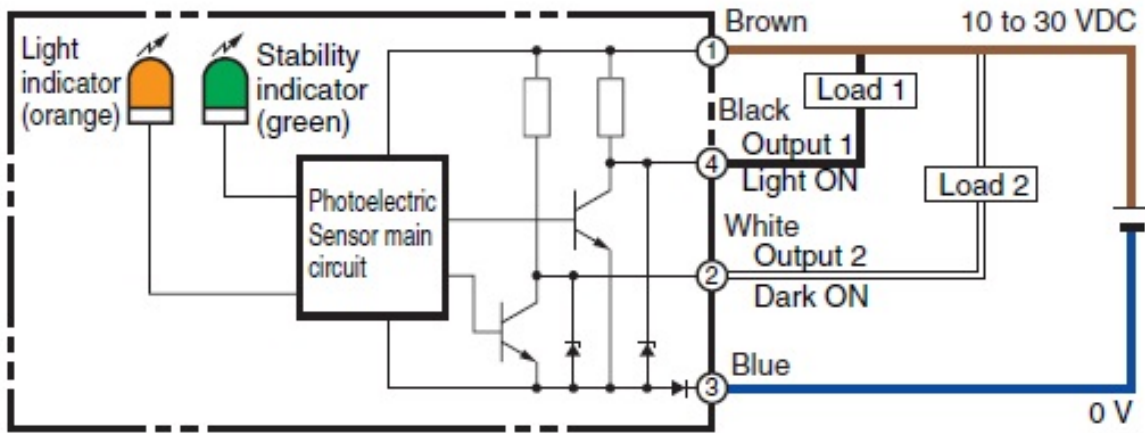 Light
indicator
(orange)
Stability
indicator
(green)
Photoelectric
Sensor main
circuit
Brown
10 to 30 VDC
1
Load 1
Black
Output 1
4
Light ON
Load 2
White
Output 2
2
Dark ON
Blue
3
0 V